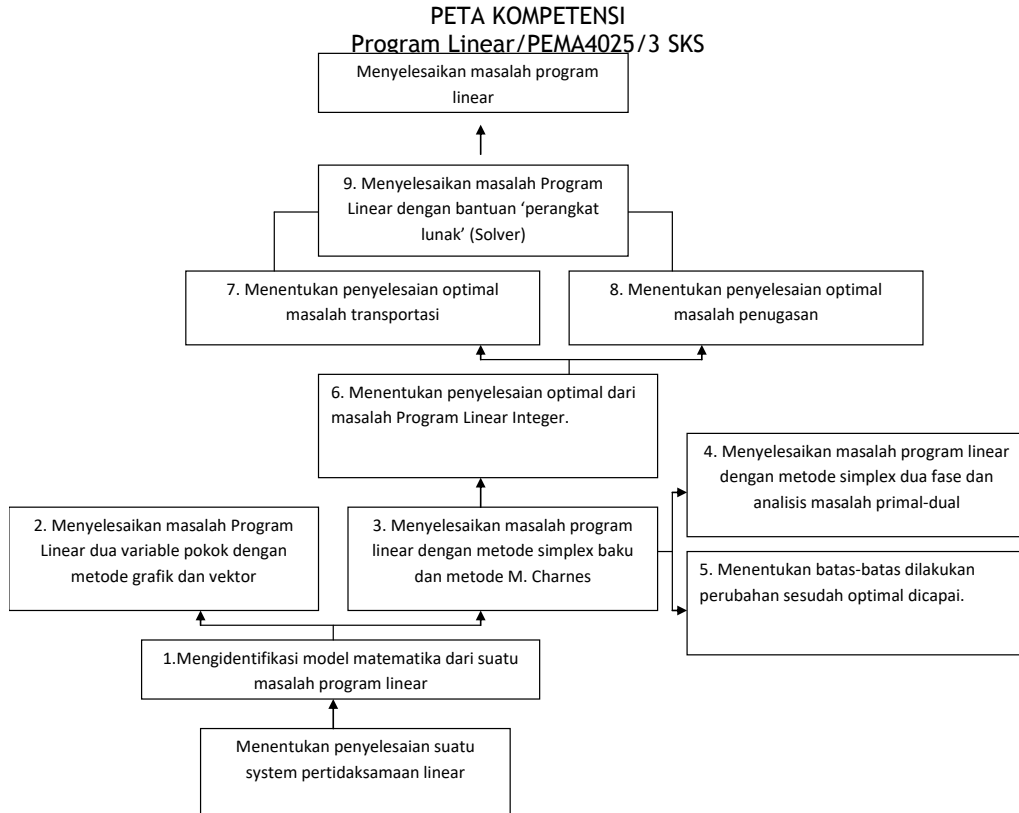 PETA KOMPETENSI
Program Linear/PEMA4025/3 SKS
Menyelesaikan masalah program
linear
9. Menyelesaikan masalah Program
Linear dengan bantuan ‘perangkat
lunak’ (Solver)
7. Menentukan penyelesaian optimal
masalah transportasi
8. Menentukan penyelesaian optimal
masalah penugasan
6. Menentukan penyelesaian optimal dari
masalah Program Linear Integer.
4. Menyelesaikan masalah program linear
dengan metode simplex dua fase dan
analisis masalah primal-dual
2. Menyelesaikan masalah Program
Linear dua variable pokok dengan
metode grafik dan vektor
3. Menyelesaikan masalah program
linear dengan metode simplex baku
dan metode M. Charnes
5. Menentukan batas-batas dilakukan
perubahan sesudah optimal dicapai.
1.Mengidentifikasi model matematika dari suatu
masalah program linear
Menentukan penyelesaian suatu
system pertidaksamaan linear